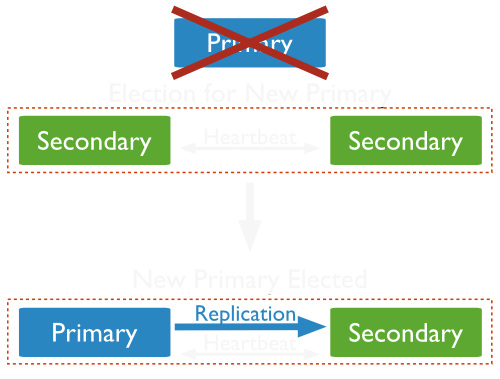 Primary
Election for New Primary
Secondary Heartbeat Secondary
New Primary Elected
Replication
Primary Heartbeat Secondary